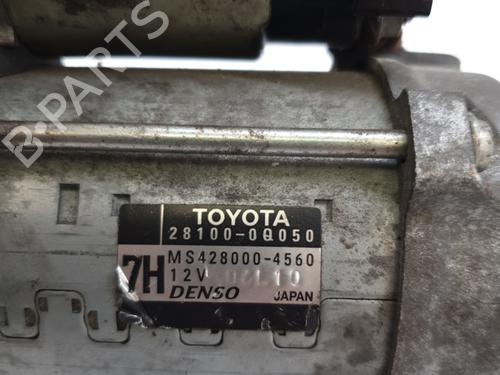 B-PARTS
TOYOTA
28100-0Q050
MS428000-4560
7H
12V
DENSO
JAPAN